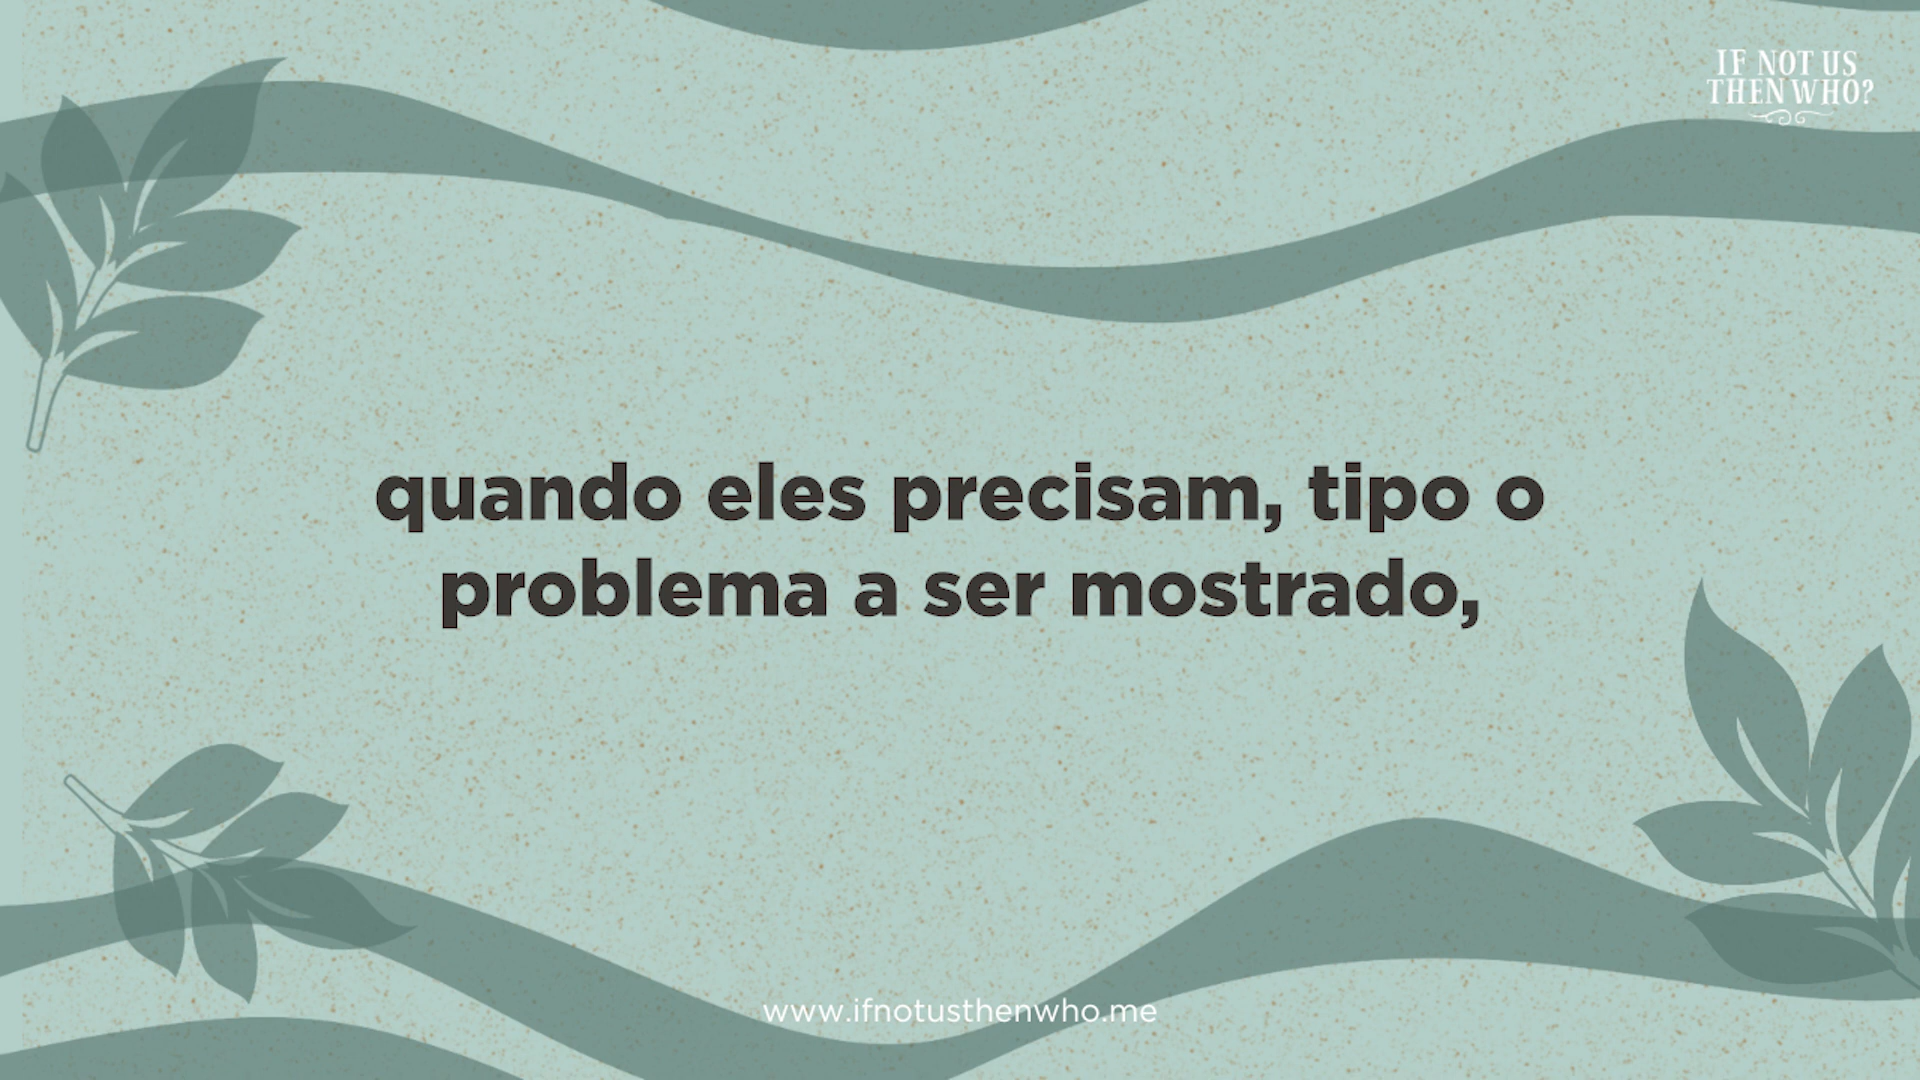 IF NOT US
THEN WHO?
quando eles precisam, tipo o
problema a ser mostrado,
www.ifnotusthenwho.me